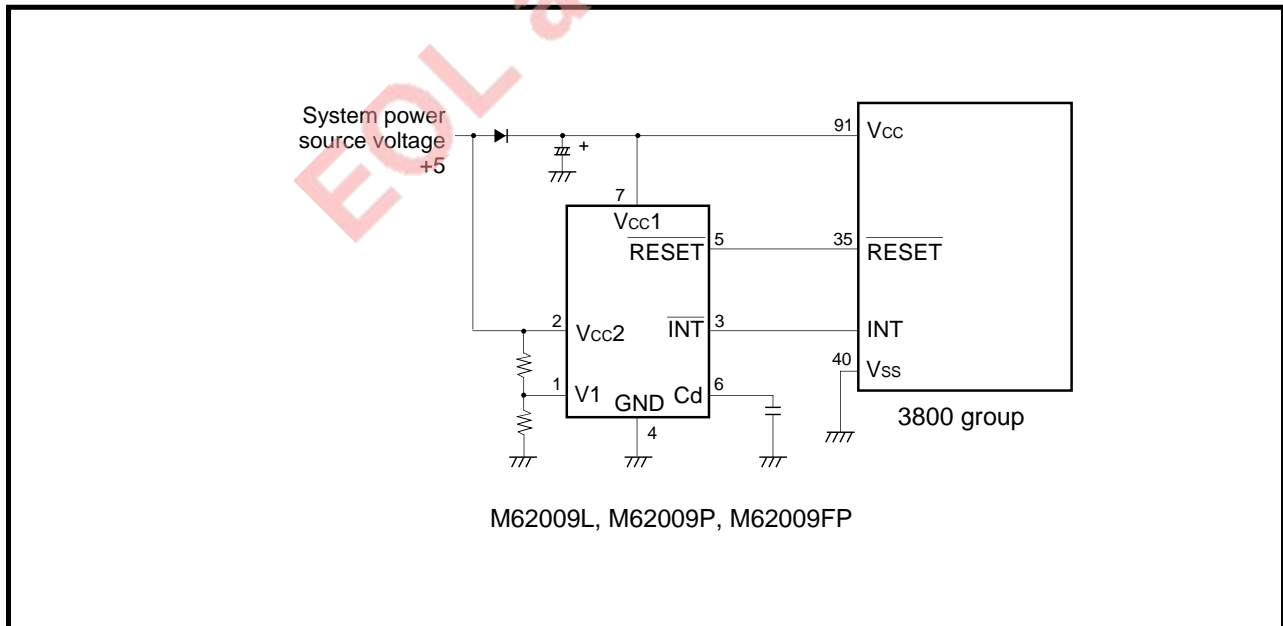 EOL a
System power
source voltage
+5
91
Vcc
7
Vcc1
RESET
5
35
RESET
2
Vcc2
INT
3
INT
40
Vss
1
V1
GND
Cd
6
4
3800 group
M62009L, M62009P, M62009FP